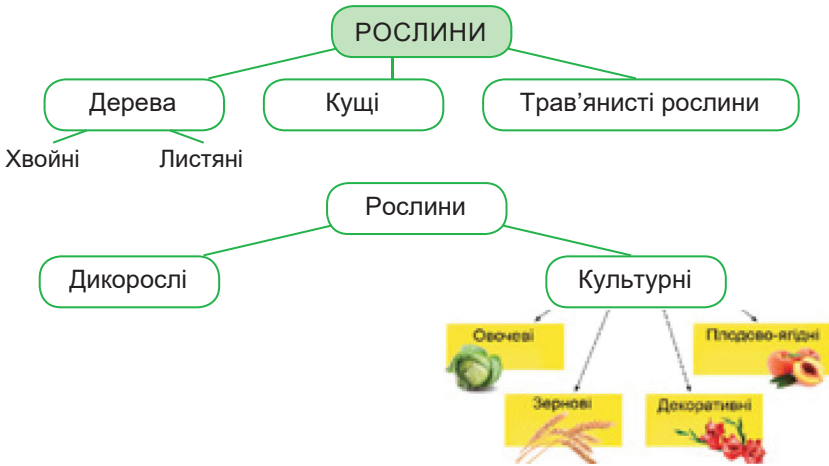 РОСЛИНИ
Дерева
Кущі
Трав’янисті рослини
Хвойні
Листяні
Рослини
Дикорослі
Культурні
Овочеві
Плодово-ягідні
Зернові
Декоративні